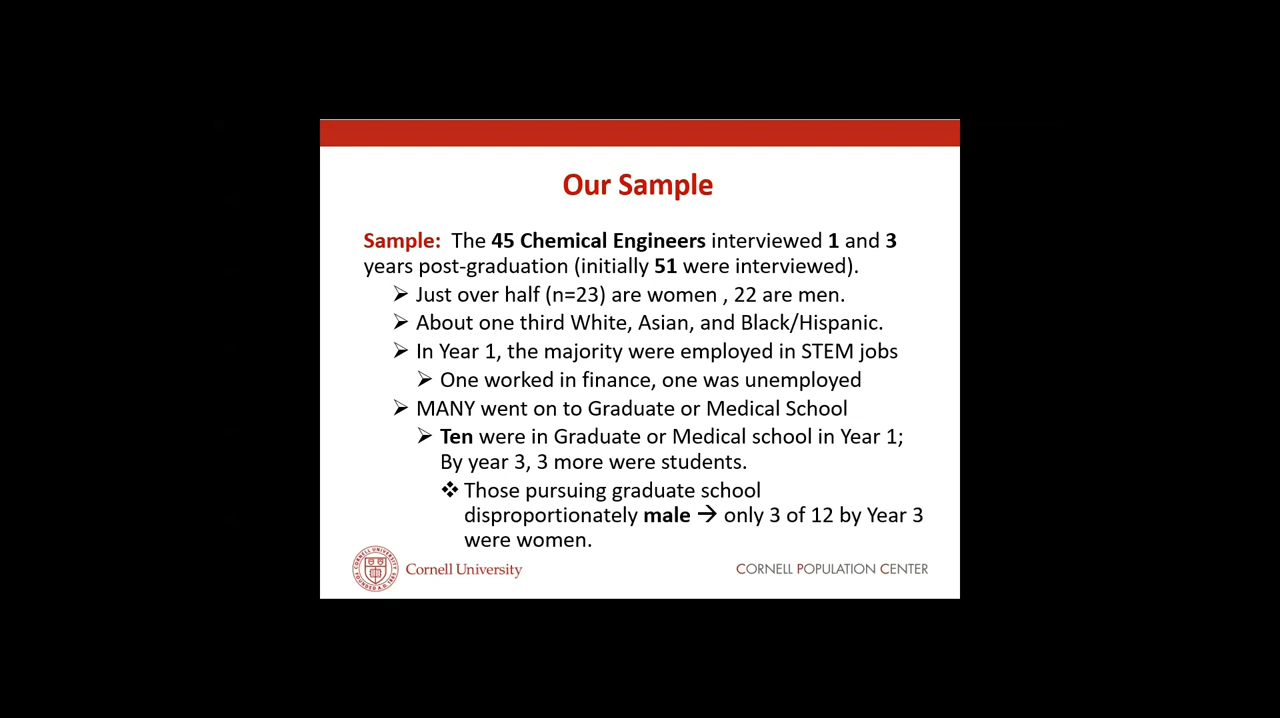 Our Sample
Sample: The 45 Chemical Engineers interviewed 1 and 3
years post-graduation (initially 51 were interviewed).
➢ Just over half (n=23) are women , 22 are men.
➢ About one third White, Asian, and Black/Hispanic.
➢ In Year 1, the majority were employed in STEM jobs
➢ One worked in finance, one was unemployed
➢ MANY went on to Graduate or Medical School
➢ Ten were in Graduate or Medical school in Year 1;
By year 3, 3 more were students.
❖ Those pursuing graduate school
disproportionately male → only 3 of 12 by Year 3
were women.
Cornell University
CORNELL POPULATION CENTER